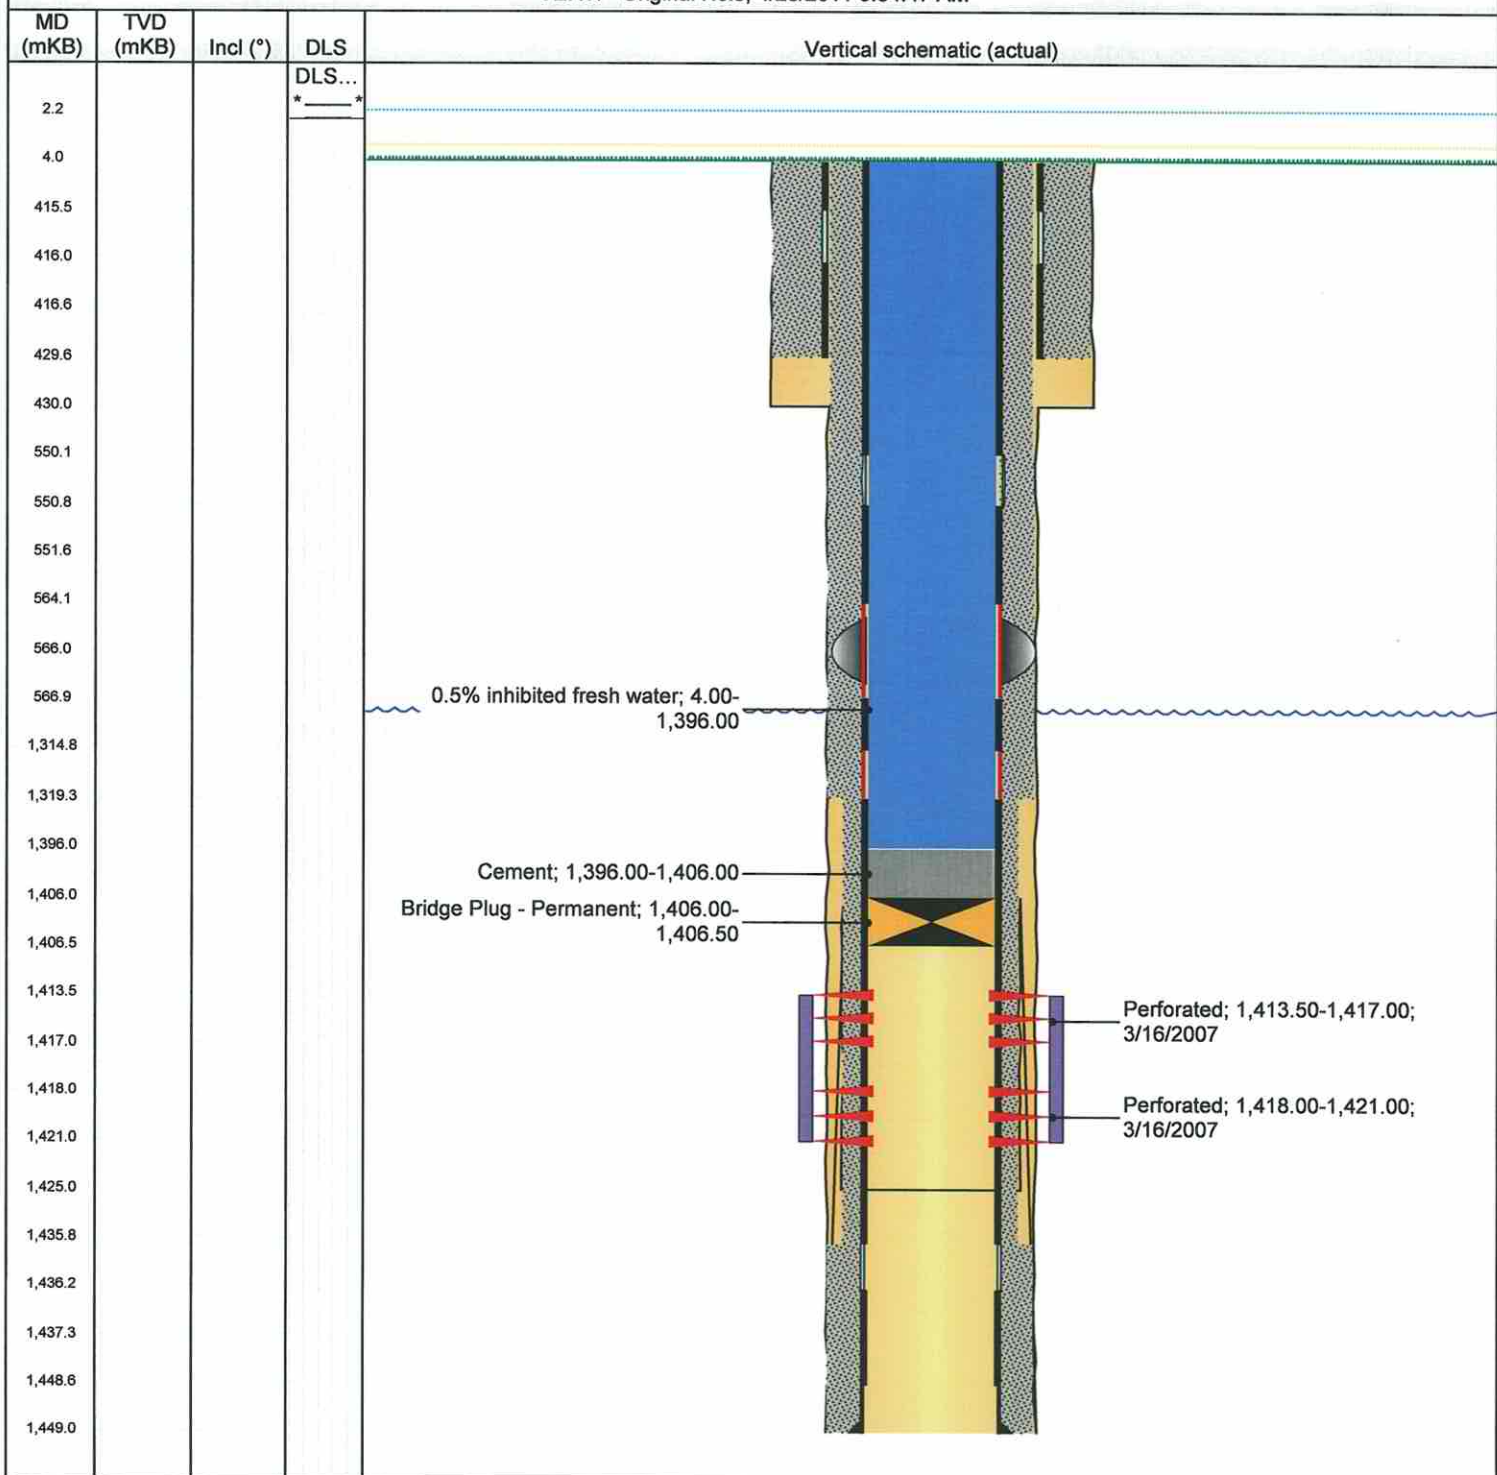 MD
(mKB)
TVD
(mKB)
Incl (°)
DLS
Vertical schematic (actual)
DLS...
* *
2.2
4.0
415.5
416.0
416.6
429.6
430.0
550.1
550.8
551.6
564.1
566.0
566.9
1,314.8
1,319.3
1,396.0
1,406.0
1,406.5
1,413.5
1,417.0
1,418.0
1,421.0
1,425.0
1,435.8
1,436.2
1,437.3
1,448.6
1,449.0
0.5% inhibited fresh water; 4.00-
1,396.00
Cement; 1,396.00-1,406.00
Bridge Plug - Permanent; 1,406.00-
1,406.50
Perforated; 1,413.50-1,417.00;
3/16/2007
Perforated; 1,418.00-1,421.00;
3/16/2007